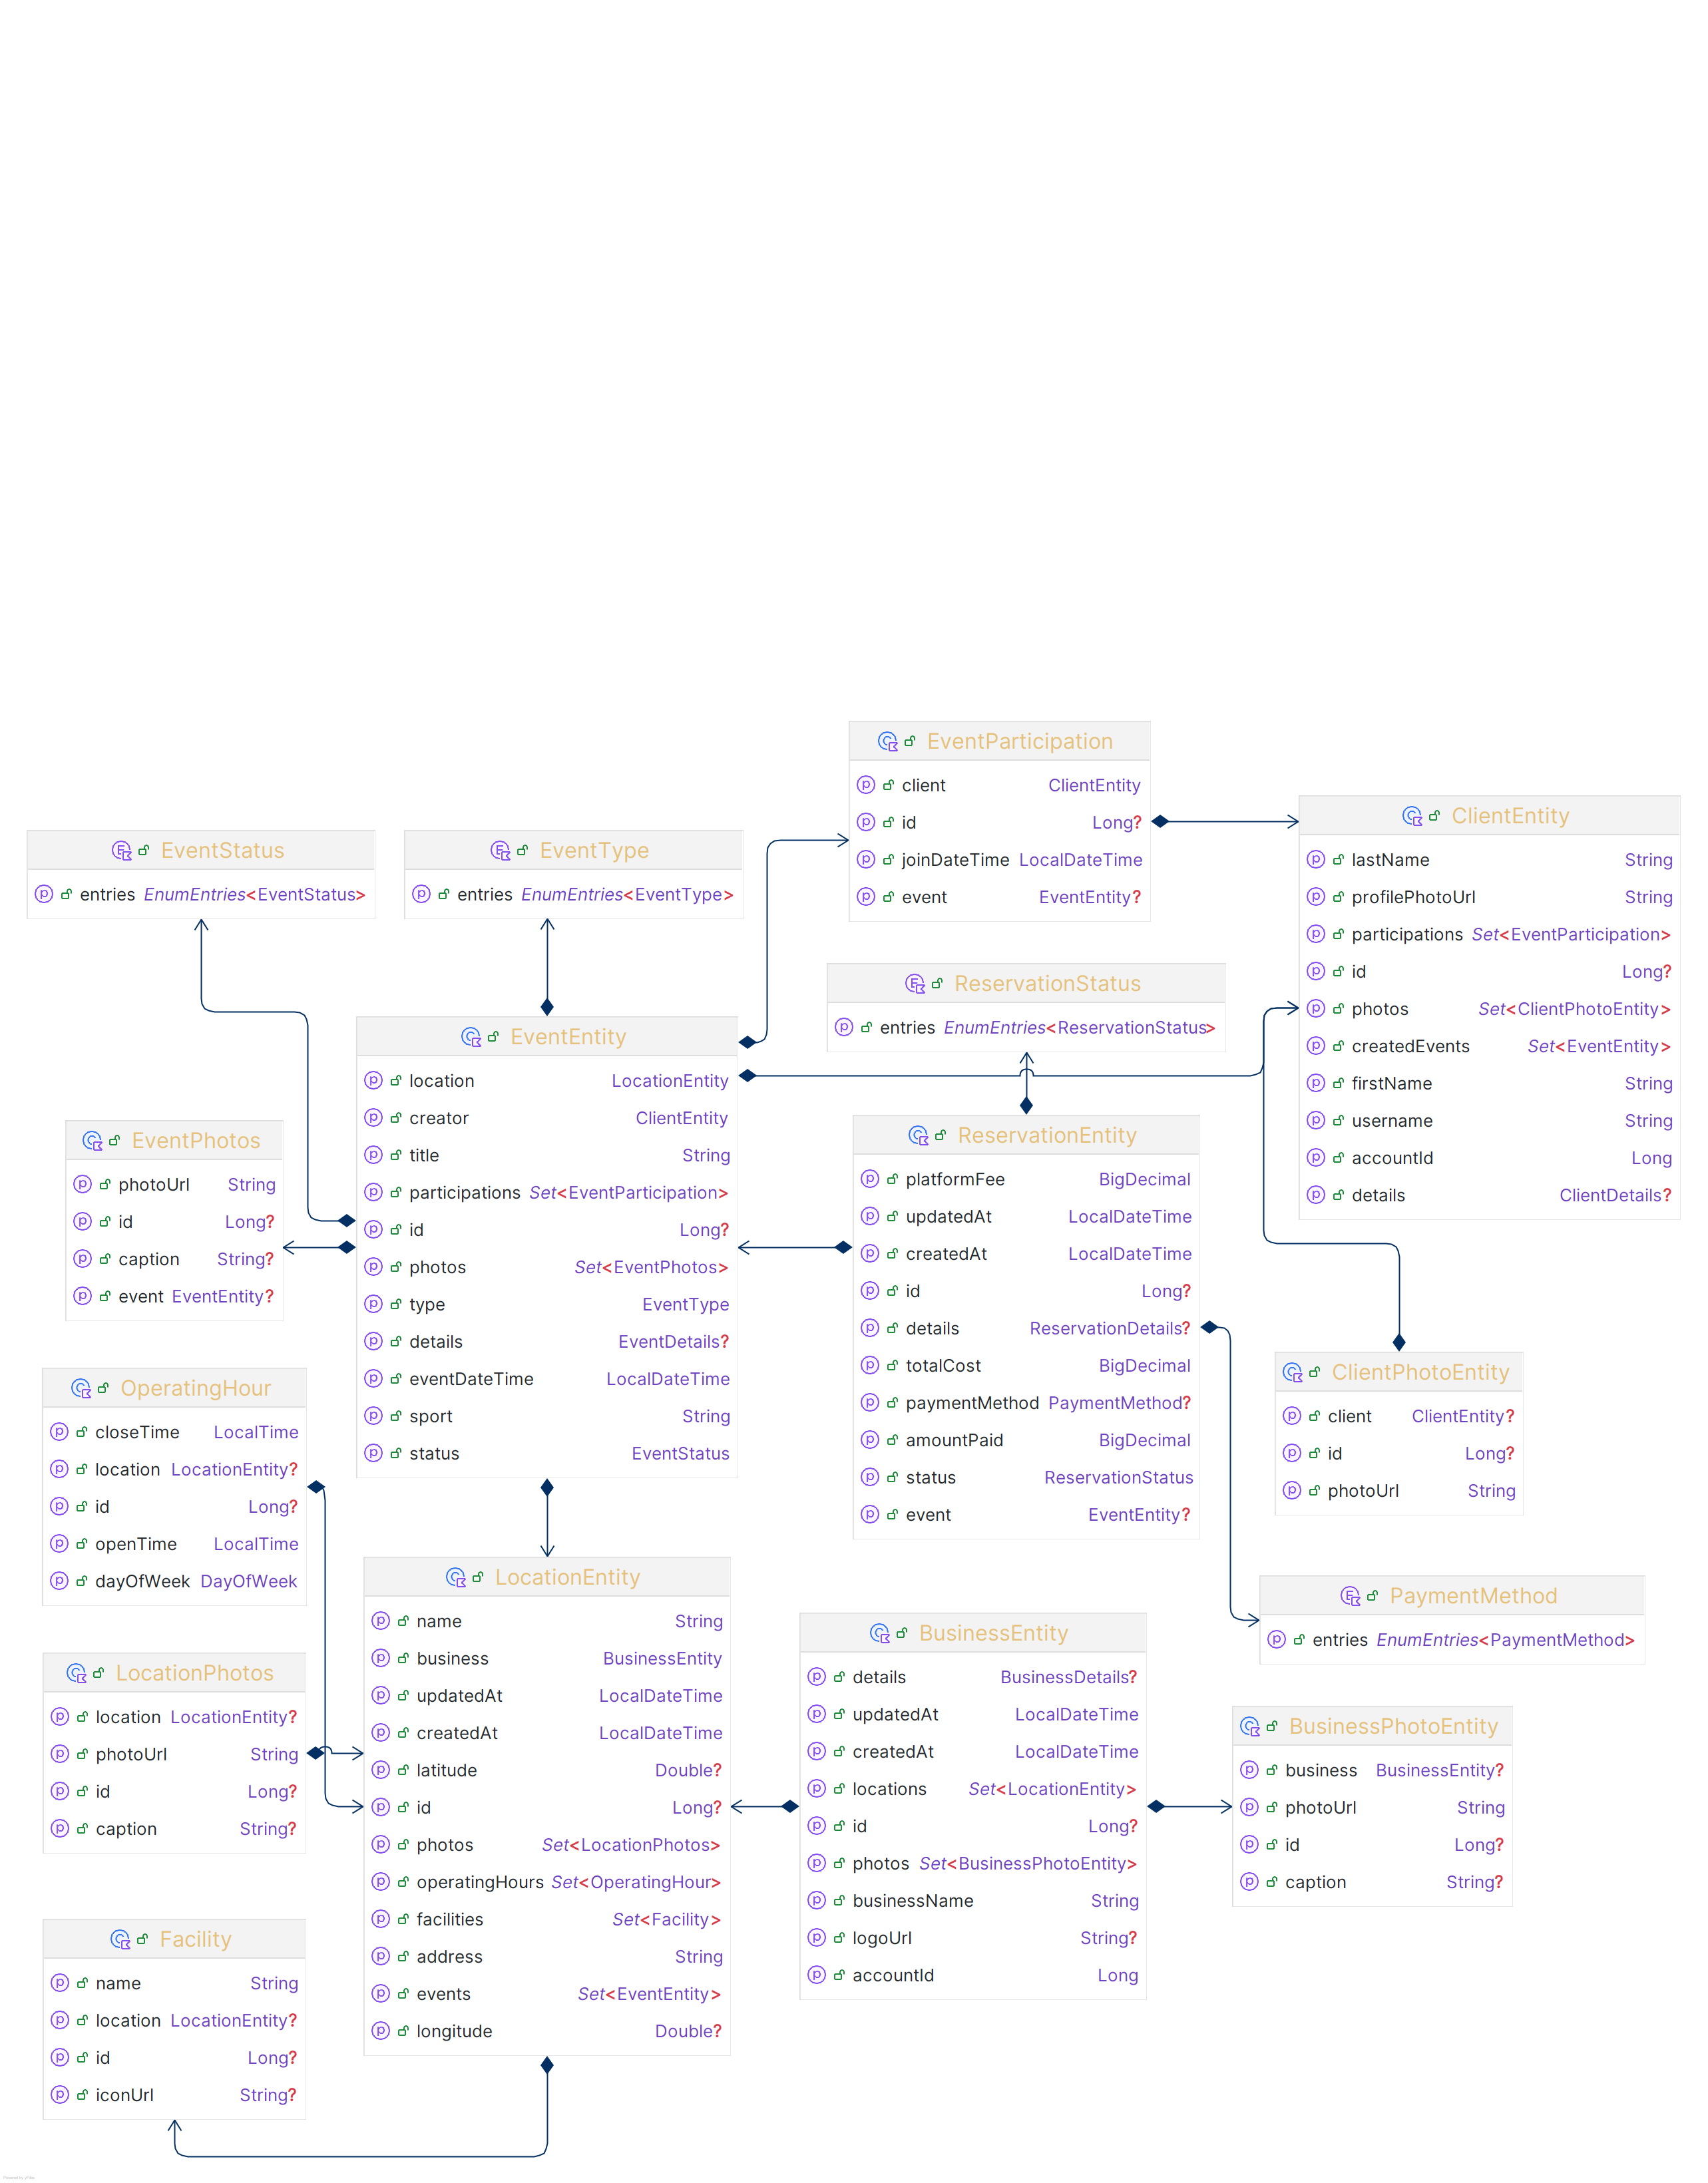 EventParticipation
client ClientEntity
id Long?
joinDateTime LocalDateTime
event EventEntity?
ClientEntity
lastName String
profilePhotoUrl String
participations Set<EventParticipation>
id Long?
photos Set<ClientPhotoEntity>
createdEvents Set<EventEntity>
firstName String
username String
accountId Long
details ClientDetails?
EventStatus
entries EnumEntries<EventStatus>
EventType
entries EnumEntries<EventType>
ReservationStatus
entries EnumEntries<ReservationStatus>
EventEntity
location LocationEntity
creator ClientEntity
title String
participations Set<EventParticipation>
id Long?
photos Set<EventPhotos>
type EventType
details EventDetails?
eventDateTime LocalDateTime
sport String
status EventStatus
ReservationEntity
platformFee BigDecimal
updatedAt LocalDateTime
createdAt LocalDateTime
id Long?
details ReservationDetails?
totalCost BigDecimal
paymentMethod PaymentMethod?
amountPaid BigDecimal
status ReservationStatus
event EventEntity?
EventPhotos
photoUrl String
id Long?
caption String?
event EventEntity?
ClientPhotoEntity
client ClientEntity?
id Long?
photoUrl String
OperatingHour
closeTime LocalTime
location LocationEntity?
id Long?
openTime LocalTime
dayOfWeek DayOfWeek
LocationEntity
name String
business BusinessEntity
updatedAt LocalDateTime
createdAt LocalDateTime
latitude Double?
id Long?
photos Set<LocationPhotos>
operatingHours Set<OperatingHour>
facilities Set<Facility>
address String
events Set<EventEntity>
longitude Double?
PaymentMethod
entries EnumEntries<PaymentMethod>
BusinessEntity
details BusinessDetails?
updatedAt LocalDateTime
createdAt LocalDateTime
locations Set<LocationEntity>
id Long?
photos Set<BusinessPhotoEntity>
businessName String
logoUrl String?
accountId Long
LocationPhotos
location LocationEntity?
photoUrl String
id Long?
caption String?
BusinessPhotoEntity
business BusinessEntity?
photoUrl String
id Long?
caption String?
Facility
name String
location LocationEntity?
id Long?
iconUrl String?